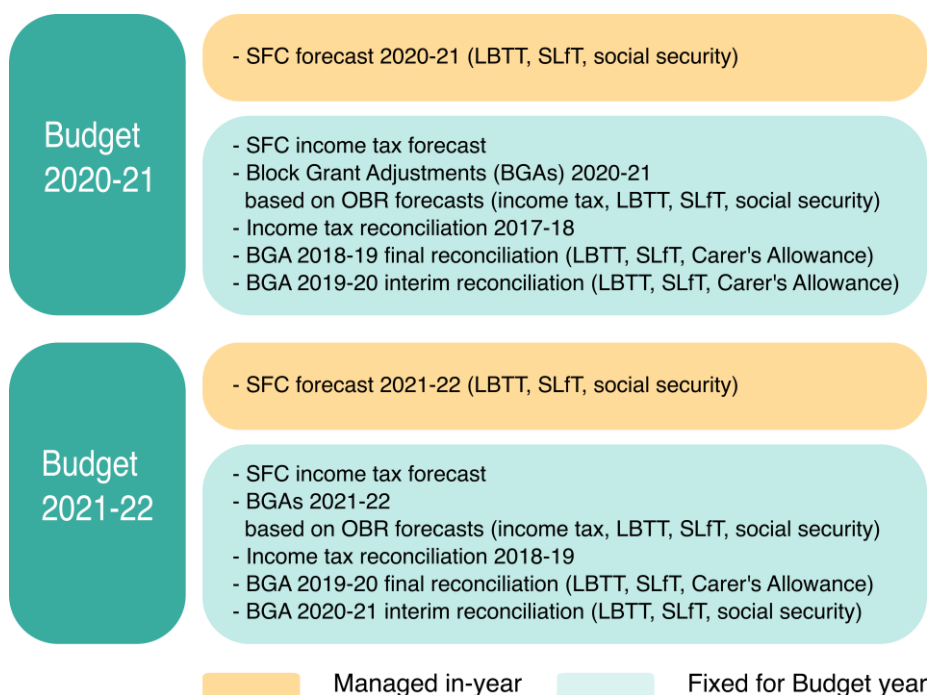 Budget
2020-21
- SFC forecast 2020-21 (LBTT, SLfT, social security)
- SFC income tax forecast
- Block Grant Adjustments (BGAs) 2020-21
based on OBR forecasts (income tax, LBTT, SLfT, social security)
- Income tax reconciliation 2017-18
- BGA 2018-19 final reconciliation (LBTT, SLfT, Carer's Allowance)
- BGA 2019-20 interim reconciliation (LBTT, SLfT, Carer's Allowance)
Budget
2021-22
- SFC forecast 2021-22 (LBTT, SLfT, social security)
- SFC income tax forecast
- BGAs 2021-22
based on OBR forecasts (income tax, LBTT, SLfT, social security)
- Income tax reconciliation 2018-19
- BGA 2019-20 final reconciliation (LBTT, SLfT, Carer's Allowance)
- BGA 2020-21 interim reconciliation (LBTT, SLfT, social security)
Managed in-year
Fixed for Budget year